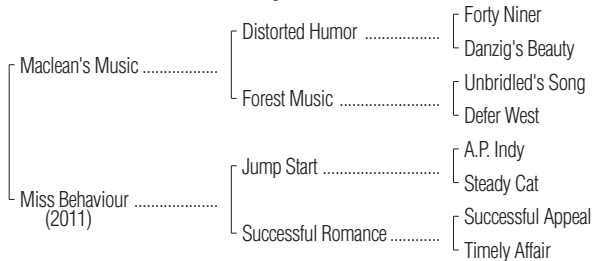 Forty Niner
Distorted Humor ..................
Danzig's Beauty
Maclean's Music ..................
Unbridled's Song
Forest Music ........................
Defer West
A.P. Indy
Jump Start ............................
Steady Cat
Miss Behaviour ....................
(2011)
Successful Appeal
Successful Romance ............
Timely Affair